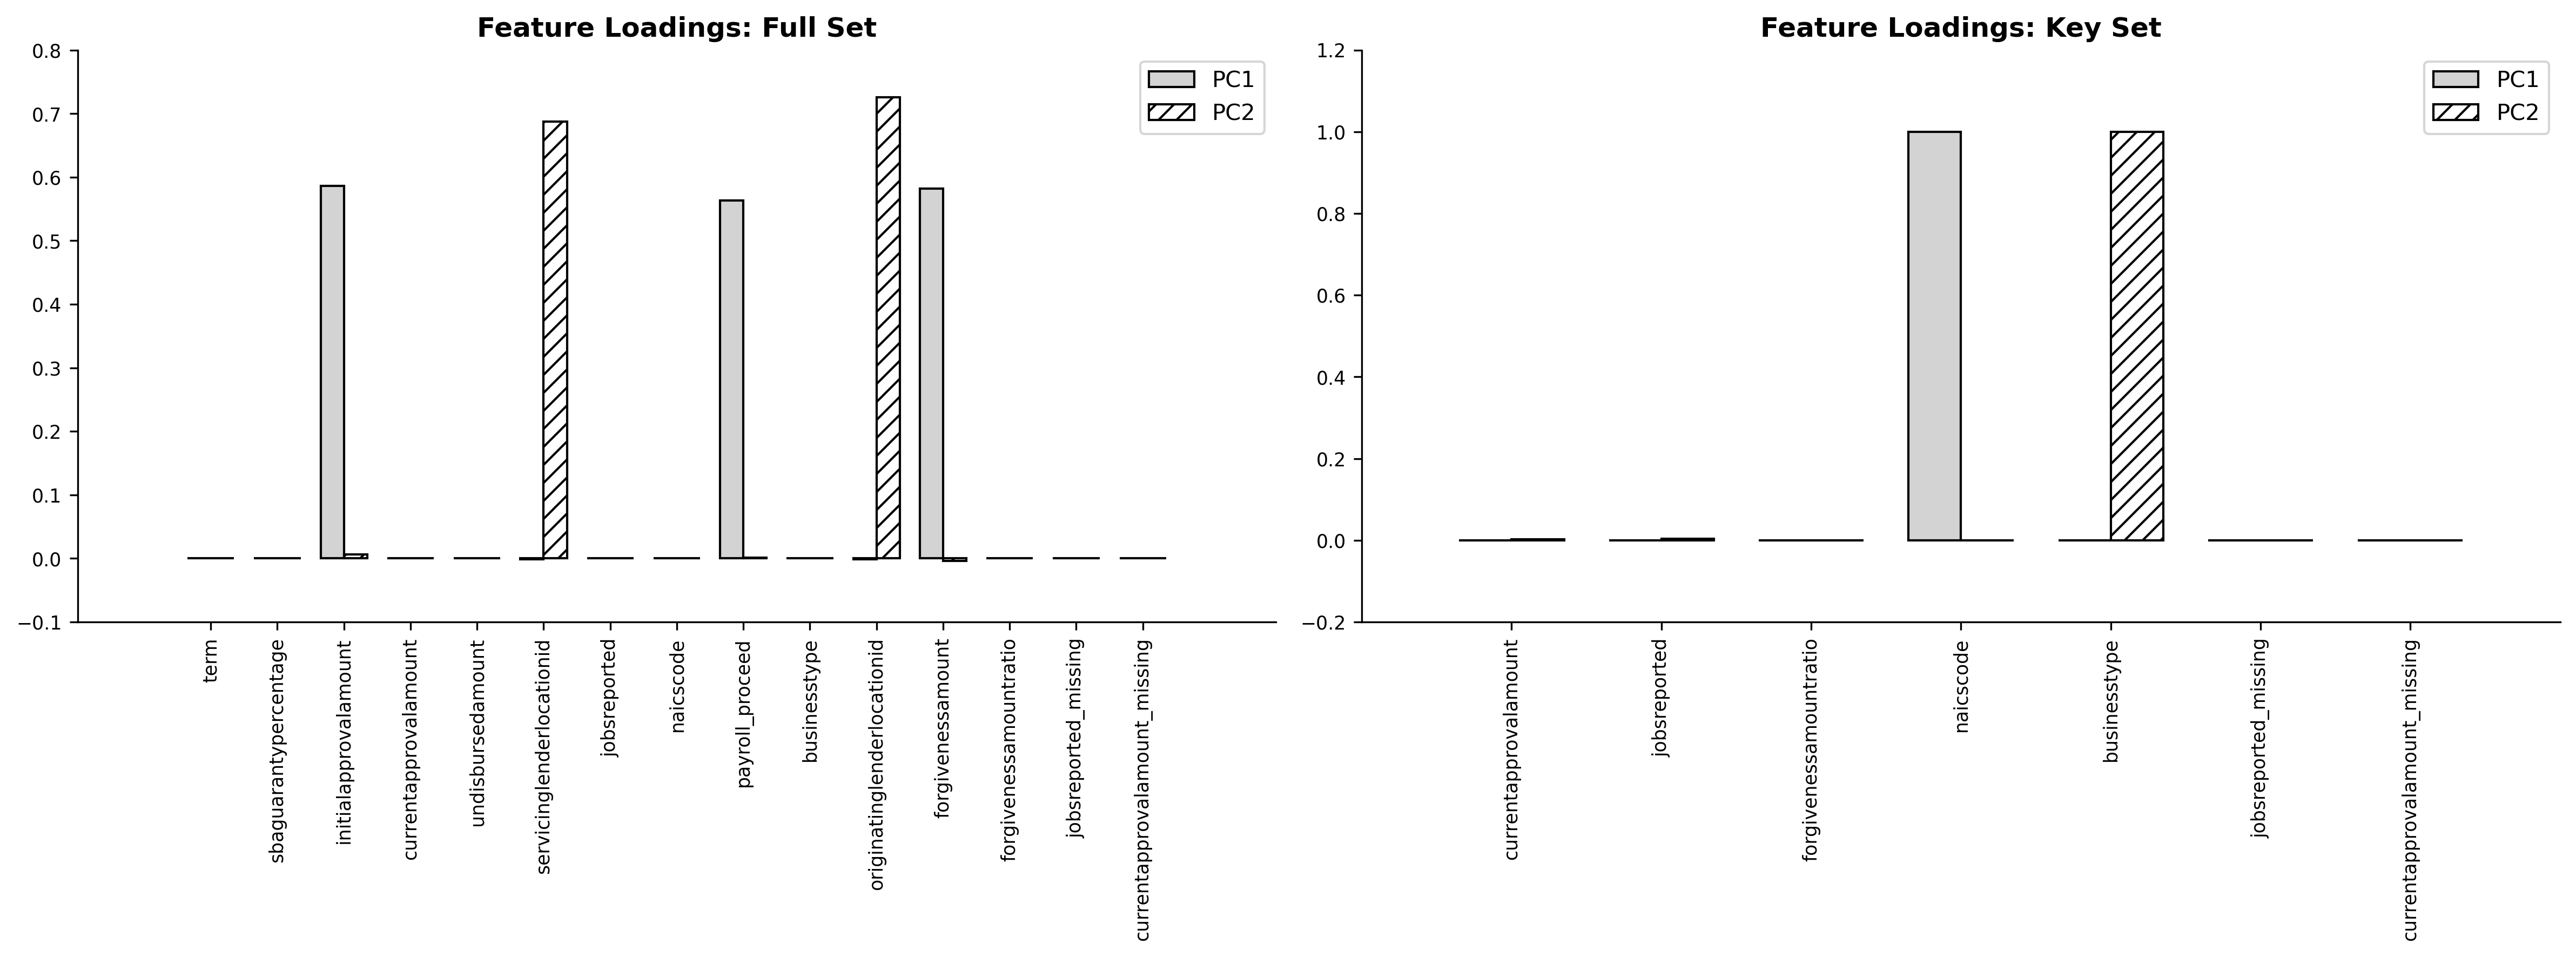 Feature Loadings: Full Set
0.8
0.7
0.6
0.5
0.4
0.3
0.2
0.1
0.0
−0.1
PC1
PC2
term
sbaguarantypercentage
initialapprovalamount
currentapprovalamount
undisbursedamount
servicinglenderlocationid
jobsreported
naicscode
payroll_proceed
businesstype
originatinglenderlocationid
forgivenessamount
forgivenessamountratio
jobsreported_missing
currentapprovalamount_missing
Feature Loadings: Key Set
1.2
1.0
0.8
0.6
0.4
0.2
0.0
−0.2
PC1
PC2
currentapprovalamount
jobsreported
forgivenessamountratio
naicscode
businesstype
jobsreported_missing
currentapprovalamount_missing